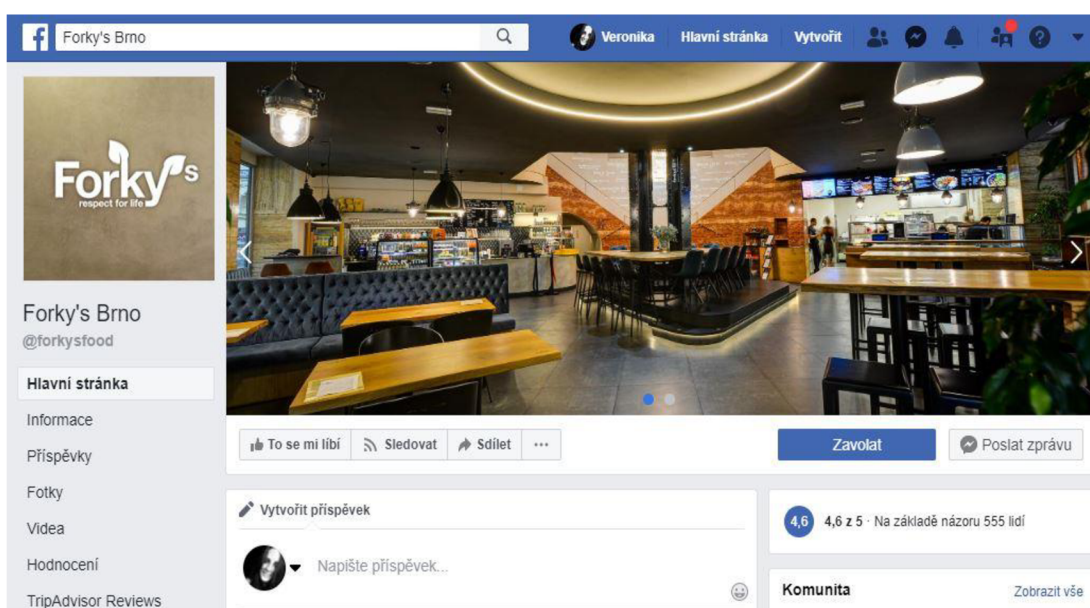 Forky's Brno
Veronika
Hlavní stránka
Vytvořit
Forky's
respect for life
Forky's Brno
@forkysfood
Hlavní stránka
Informace
Příspěvky
Fotky
Videa
Hodnocení
TripAdvisor Reviews
To se mi líbí
Sledovat
Sdílet
Zavolat
Poslat zprávu
Vytvořit příspěvek
Napište příspěvek...
4,6
4,6 z 5 · Na základě názoru 555 lidí
Komunita
Zobrazit vše